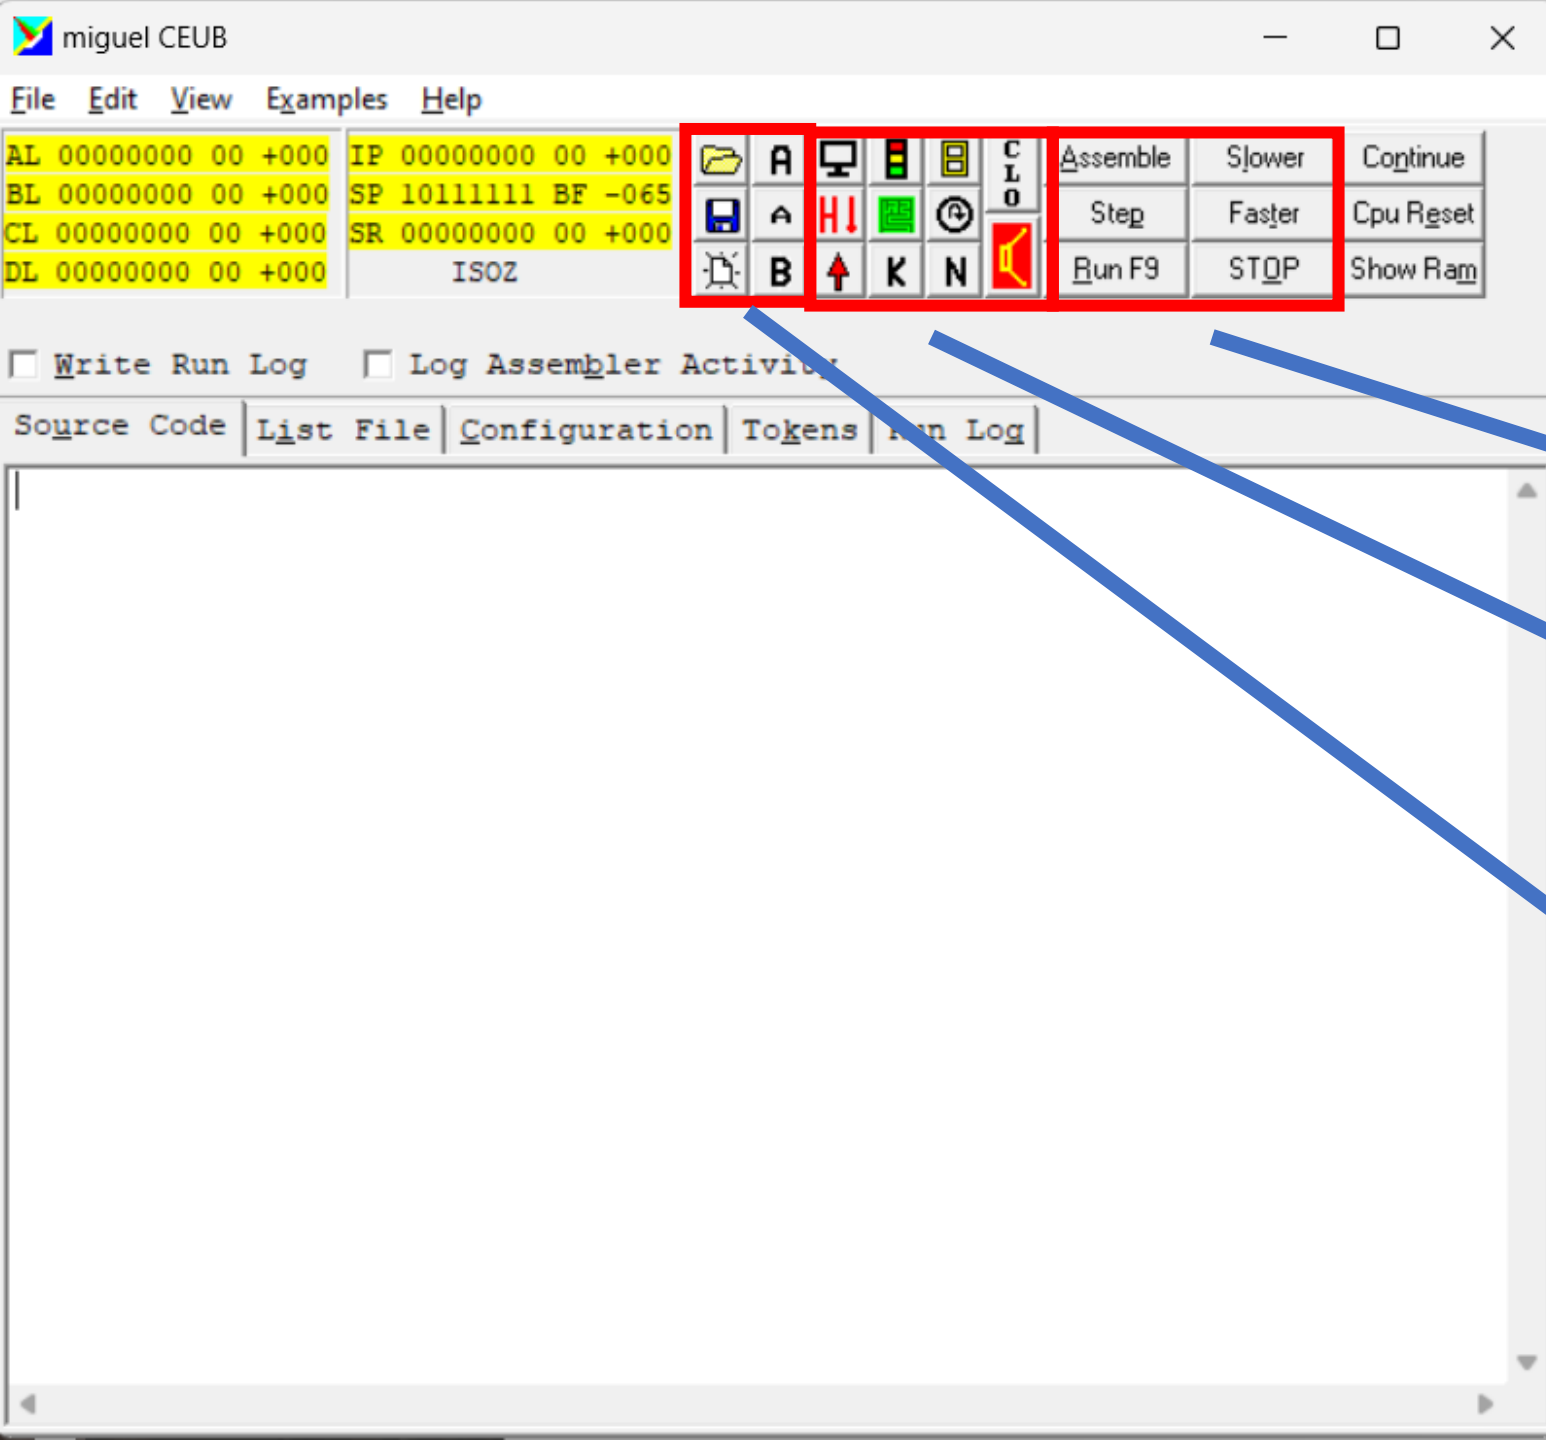 miguel CEUB
File Edit View Examples Help
AL 00000000 00 +000 IP 00000000 00 +000
BL 00000000 00 +000 SP 10111111 BF -065
CL 00000000 00 +000 SR 00000000 00 +000
DL 00000000 00 +000 ISOZ
A CLO Assemble Slower Continue
A H Step Faster Cpu Reset
B K N Run F9 STOP Show Ram
Write Run Log Log Assembler Activity
Source Code List File Configuration Tokens Run Log